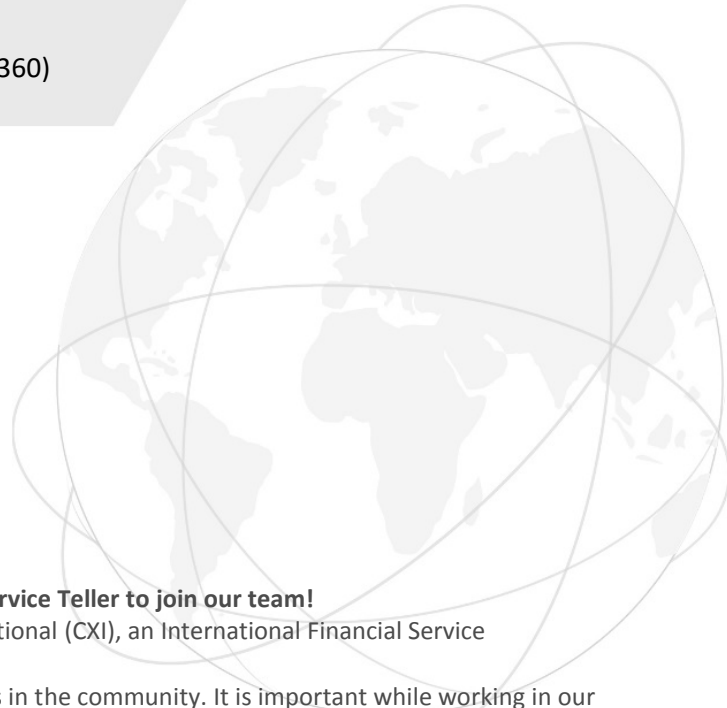 360)
rvice Teller to join our team!
tional (CXI), an International Financial Service
s in the community. It is important while working in our